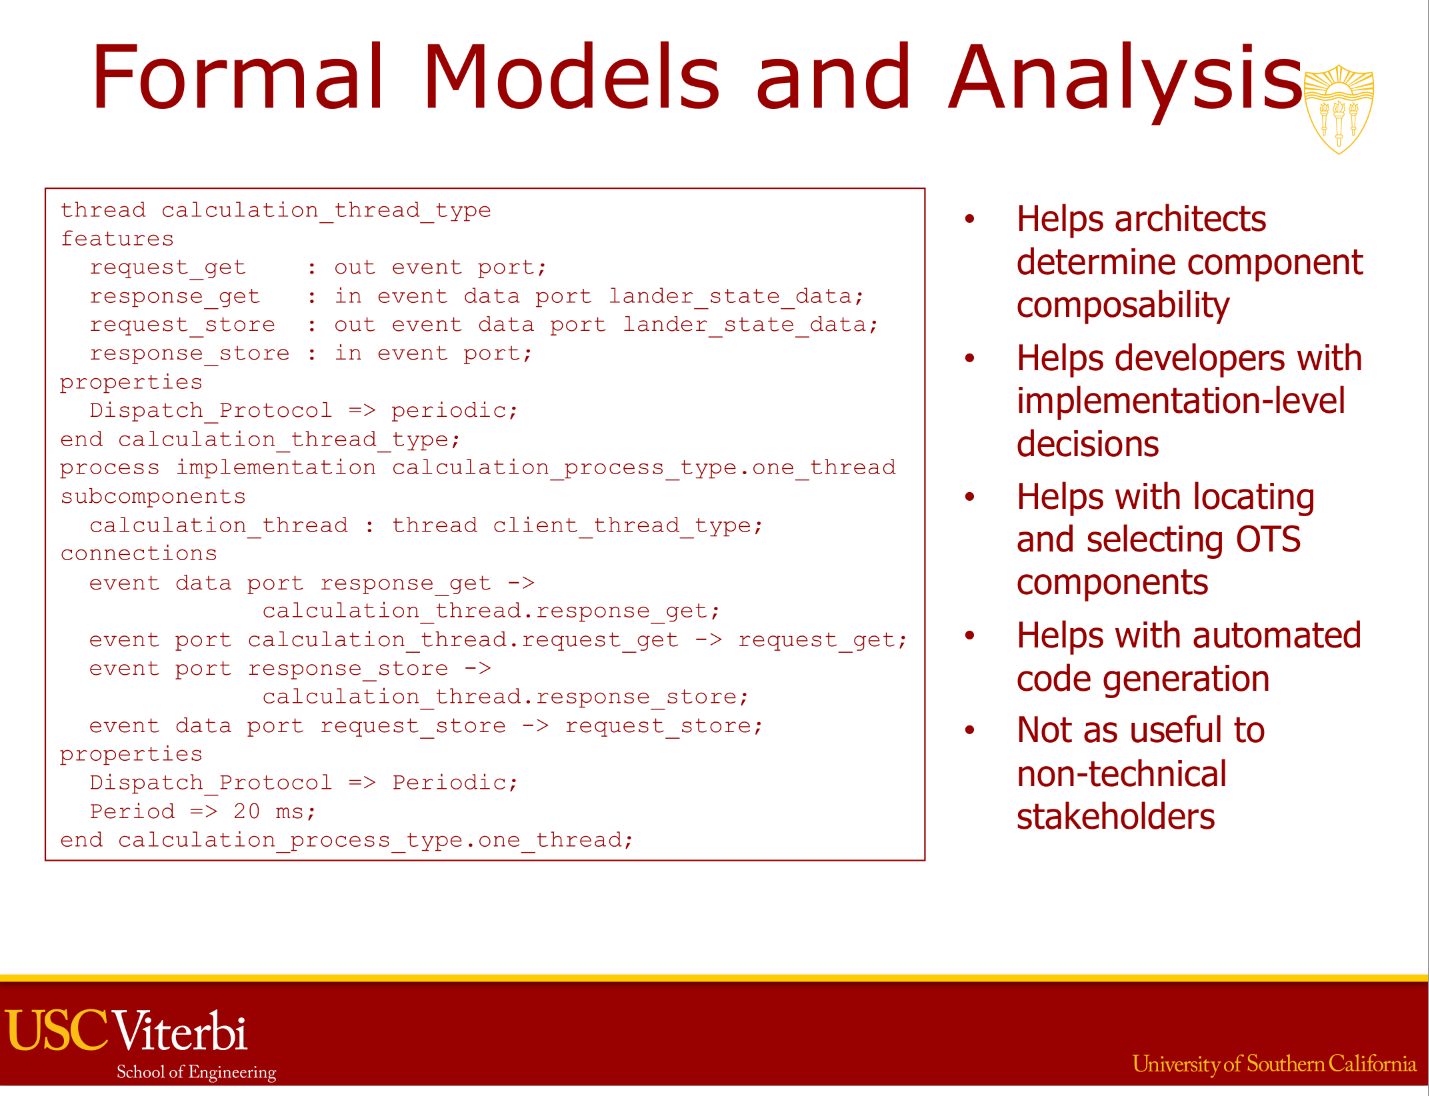 Formal Models and Analysis
thread calculation_thread_type
features
  request_get    : out event port;
  response_get   : in event data port lander_state_data;
  request_store  : out event data port lander_state_data;
  response_store : in event port;
properties
  Dispatch_Protocol => periodic;
end calculation_thread_type;
process implementation calculation_process_type.one_thread
subcomponents
  calculation_thread : thread client_thread_type;
connections
  event data port response_get ->
              calculation_thread.response_get;
  event port calculation_thread.request_get -> request_get;
  event port response_store ->
              calculation_thread.response_store;
  event data port request_store -> request_store;
properties
  Dispatch_Protocol => Periodic;
  Period => 20 ms;
end calculation_process_type.one_thread;
• Helps architects
determine component
composability
• Helps developers with
implementation-level
decisions
• Helps with locating
and selecting OTS
components
• Helps with automated
code generation
• Not as useful to
non-technical
stakeholders
USC Viterbi
School of Engineering
University of Southern California